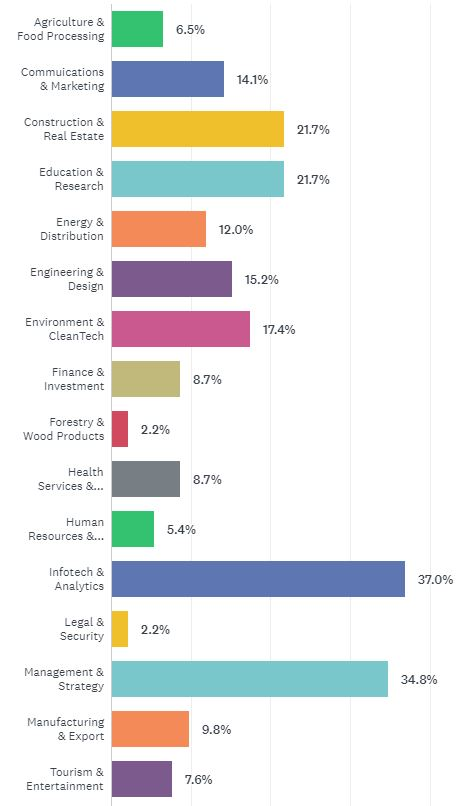 Agriculture &
Food Processing
6.5%
Commuications
& Marketing
14.1%
Construction &
Real Estate
21.7%
Education &
Research
21.7%
Energy &
Distribution
12.0%
Engineering &
Design
15.2%
Environment &
CleanTech
17.4%
Finance &
Investment
8.7%
Forestry &
Wood Products
2.2%
Health
Services &...
8.7%
Human
Resources &...
5.4%
Infotech &
Analytics
37.0%
Legal &
Security
2.2%
Management &
Strategy
34.8%
Manufacturing
& Export
9.8%
Tourism &
Entertainment
7.6%